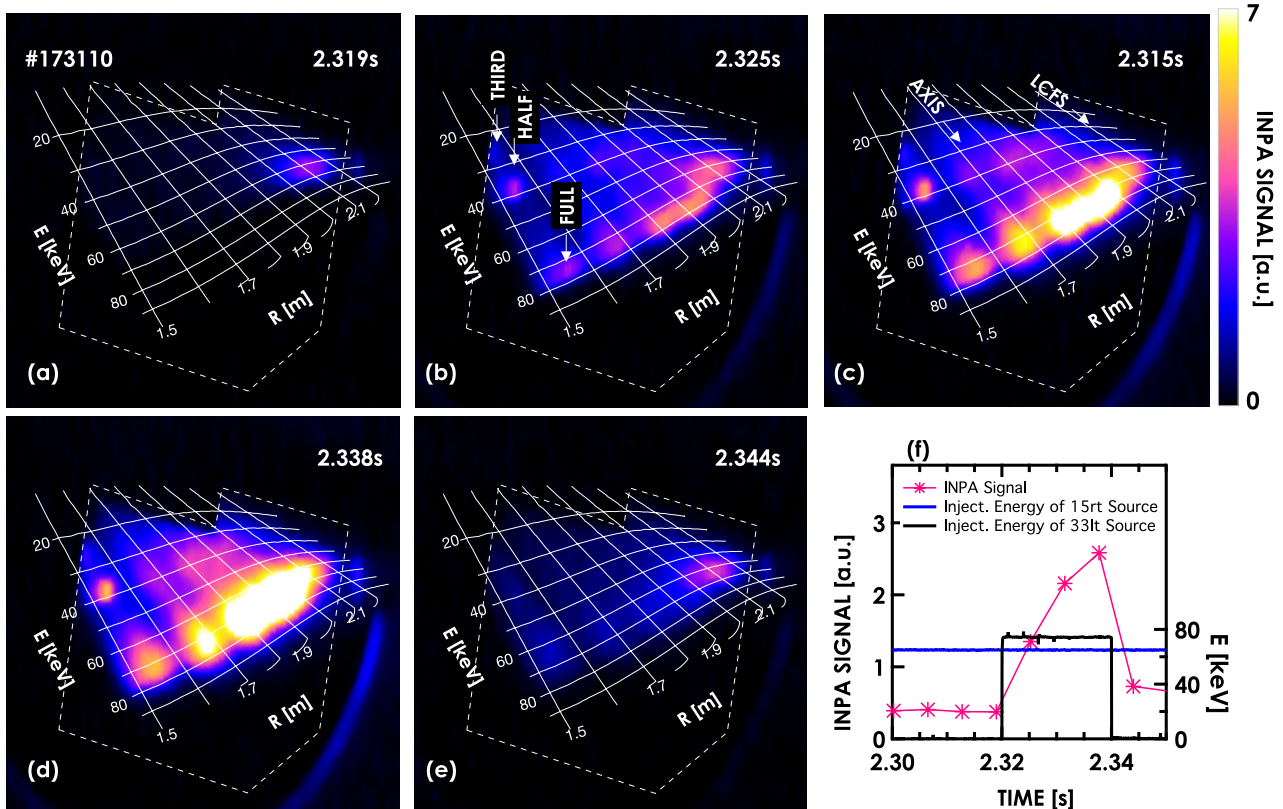 #173110 2.319s
20
40
60
80
E [keV]
1.5
1.7
1.9
2.1
R [m]
(a)
2.325s
THIRD
HALF
FULL
20
40
60
80
E [keV]
1.5
1.7
1.9
2.1
R [m]
(b)
2.315s
AXIS
LCFS
20
40
60
80
E [keV]
1.5
1.7
1.9
2.1
R [m]
(c)
7
INPA SIGNAL [a.u.]
0
2.338s
20
40
60
80
E [keV]
1.5
1.7
1.9
2.1
R [m]
(d)
2.344s
20
40
60
80
E [keV]
1.5
1.7
1.9
2.1
R [m]
(e)
(f)
INPA Signal
Inject. Energy of 15rt Source
Inject. Energy of 33lt Source
INPA SIGNAL [a.u.]
3
2
1
0
80
40
0
E [keV]
2.30 2.32 2.34
TIME [s]